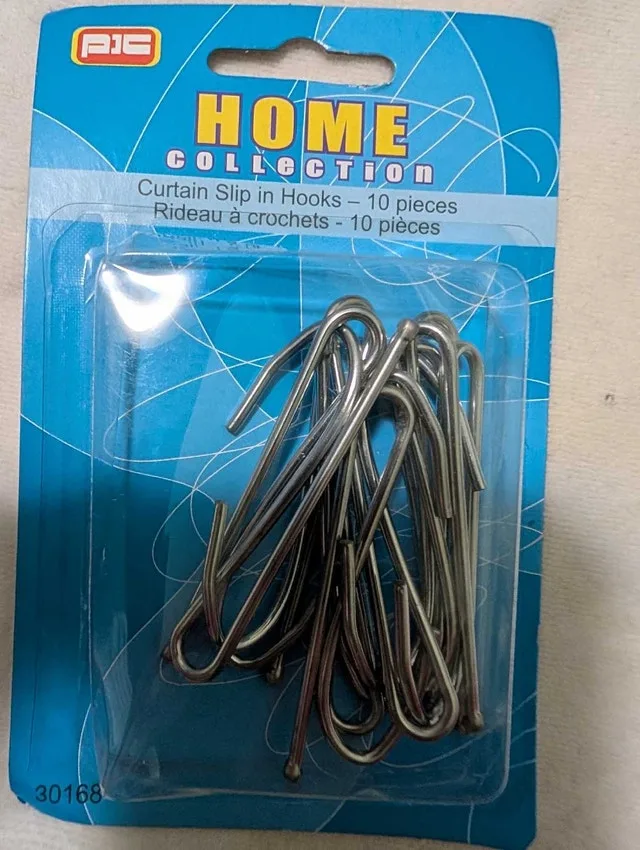 PIC
HOME
COLLECTION
Curtain Slip in Hooks – 10 pieces
Rideau à crochets - 10 pièces
30168